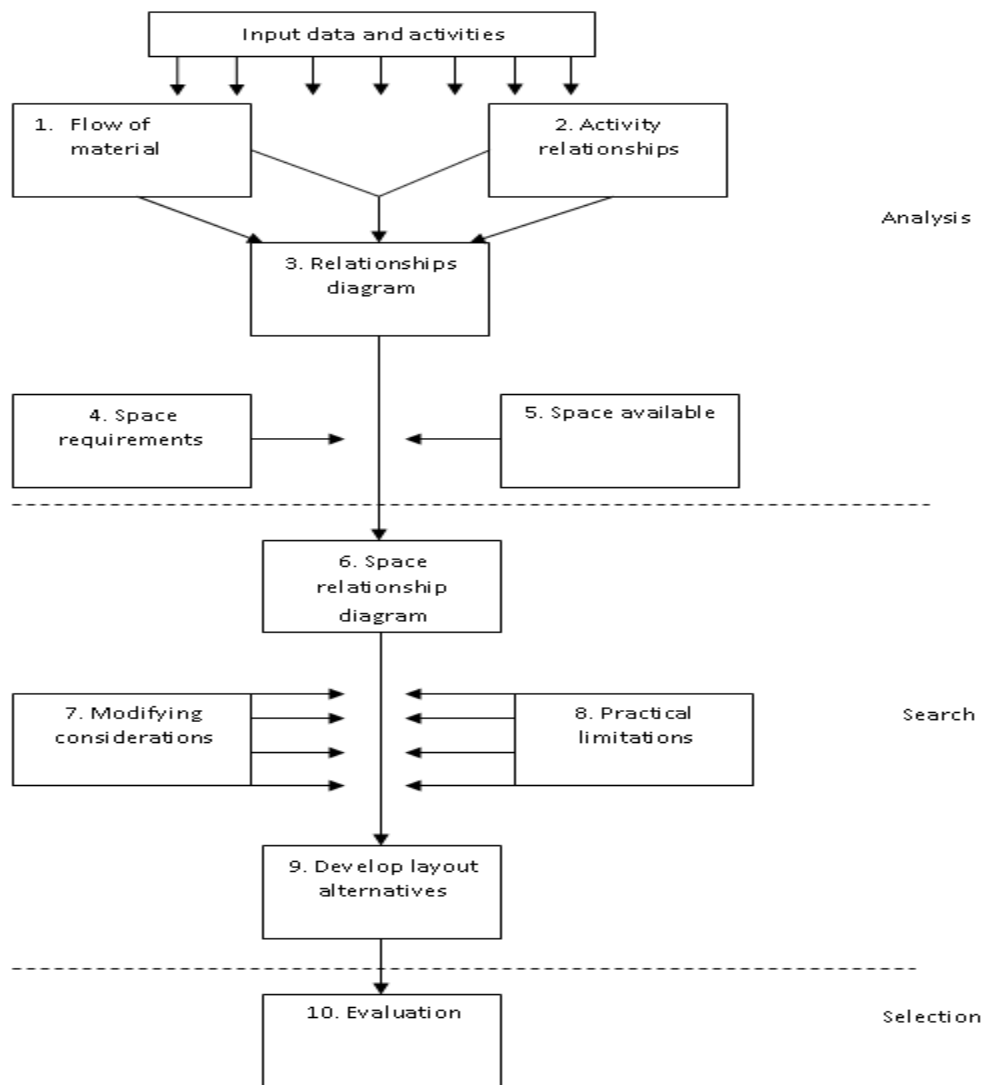 Input data and activities
1. Flow of
material
2. Activity
relationships
Analysis
3. Relationships
diagram
4. Space
requirements
5. Space available
6. Space
relationship
diagram
7. Modifying
considerations
8. Practical
limitations
Search
9. Develop layout
alternatives
10. Evaluation
Selection